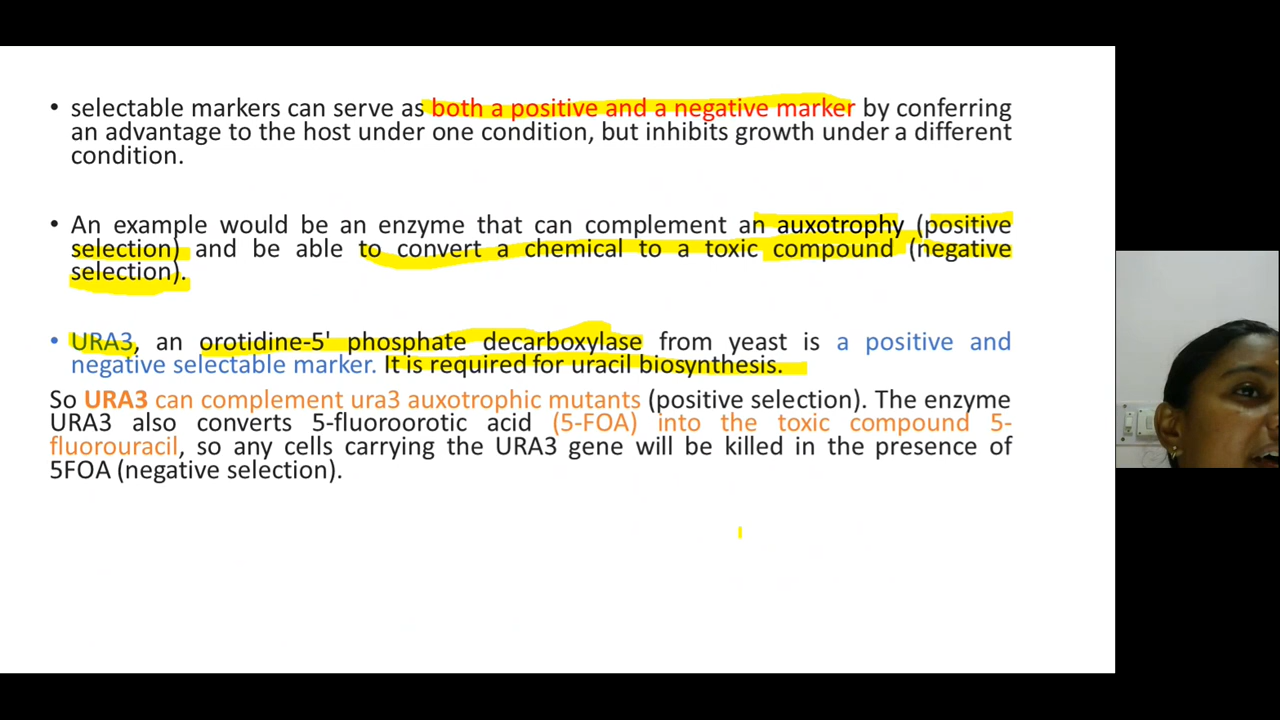 • selectable markers can serve as both a positive and a negative marker by conferring
an advantage to the host under one condition, but inhibits growth under a different
condition.
• An example would be an enzyme that can complement an auxotrophy (positive
selection) and be able to convert a chemical to a toxic compound (negative
selection).
• URA3, an orotidine-5' phosphate decarboxylase from yeast is a positive and
negative selectable marker. It is required for uracil biosynthesis.
So URA3 can complement ura3 auxotrophic mutants (positive selection). The enzyme
URA3 also converts 5-fluoroorotic acid (5-FOA) into the toxic compound 5-
fluorouracil, so any cells carrying the URA3 gene will be killed in the presence of
5FOA (negative selection).